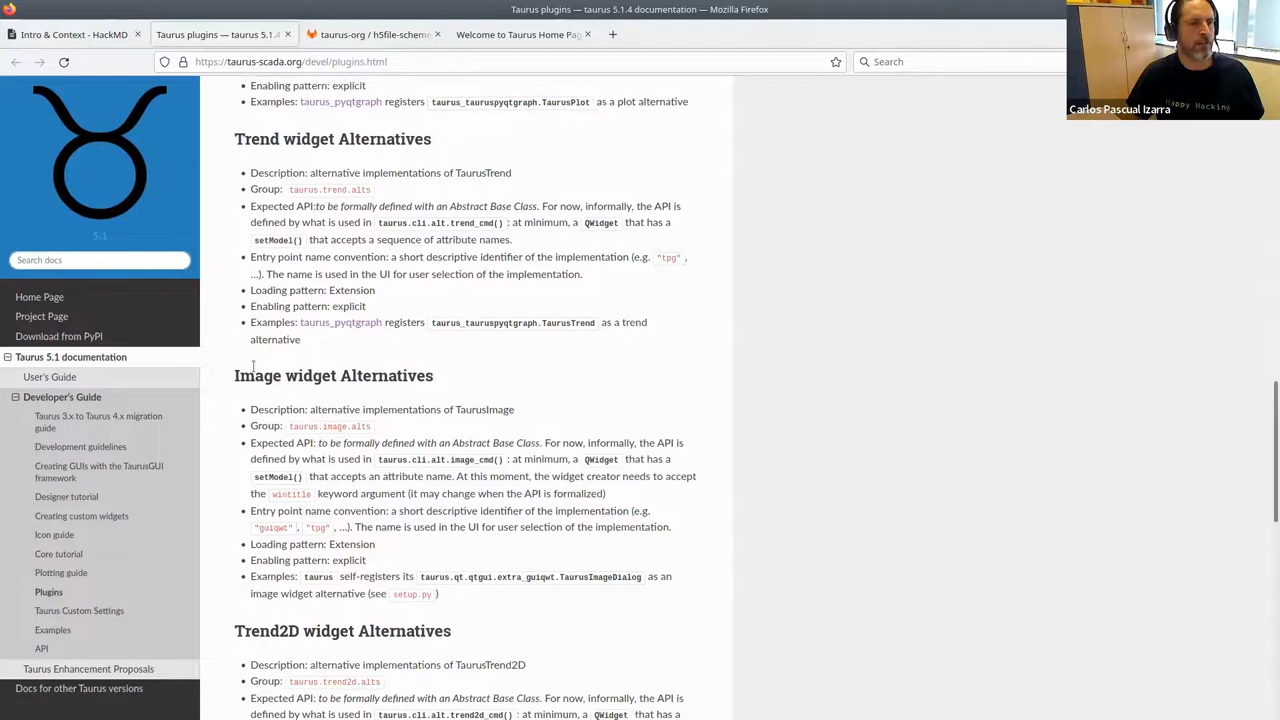 Taurus plugins — taurus 5.1.4 documentation — Mozilla Firefox
Intro & Context - HackMD
Taurus plugins — taurus 5.1.4
taurus-org / h5file-scheme
Welcome to Taurus Home Pag
https://taurus-scada.org/devel/plugins.html
Search
Happy Hacking
Carlos Pascual Izarra
5.1
Search docs
Home Page
Project Page
Download from PyPI
Taurus 5.1 documentation
User's Guide
Developer's Guide
Taurus 3.x to Taurus 4.x migration
guide
Development guidelines
Creating GUIs with the TaurusGUI
framework
Designer tutorial
Creating custom widgets
Icon guide
Core tutorial
Plotting guide
Plugins
Taurus Custom Settings
Examples
API
Taurus Enhancement Proposals
Docs for other Taurus versions
• Enabling pattern: explicit
• Examples: taurus_pyqtgraph registers taurus_tauruspyqtgraph.TaurusPlot as a plot alternative
Trend widget Alternatives
• Description: alternative implementations of TaurusTrend
• Group: taurus.trend.alts
• Expected API:to be formally defined with an Abstract Base Class. For now, informally, the API is
defined by what is used in taurus.cli.alt.trend_cmd() : at minimum, a QWidget that has a
setModel() that accepts a sequence of attribute names.
• Entry point name convention: a short descriptive identifier of the implementation (e.g. "tpg" ,
…). The name is used in the UI for user selection of the implementation.
• Loading pattern: Extension
• Enabling pattern: explicit
• Examples: taurus_pyqtgraph registers taurus_tauruspyqtgraph.TaurusTrend as a trend
alternative
Image widget Alternatives
• Description: alternative implementations of TaurusImage
• Group: taurus.image.alts
• Expected API: to be formally defined with an Abstract Base Class. For now, informally, the API is
defined by what is used in taurus.cli.alt.image_cmd() : at minimum, a QWidget that has a
setModel() that accepts an attribute name. At this moment, the widget creator needs to accept
the wintitle keyword argument (it may change when the API is formalized)
• Entry point name convention: a short descriptive identifier of the implementation (e.g.
"guiqwt" , "tpg" , …). The name is used in the UI for user selection of the implementation.
• Loading pattern: Extension
• Enabling pattern: explicit
• Examples: taurus self-registers its taurus.qt.qtgui.extra_guiqwt.TaurusImageDialog as an
image widget alternative (see setup.py )
Trend2D widget Alternatives
• Description: alternative implementations of TaurusTrend2D
• Group: taurus.trend2d.alts
• Expected API: to be formally defined with an Abstract Base Class. For now, informally, the API is
defined by what is used in taurus.cli.alt.trend2d_cmd() : at minimum, a QWidget that has a